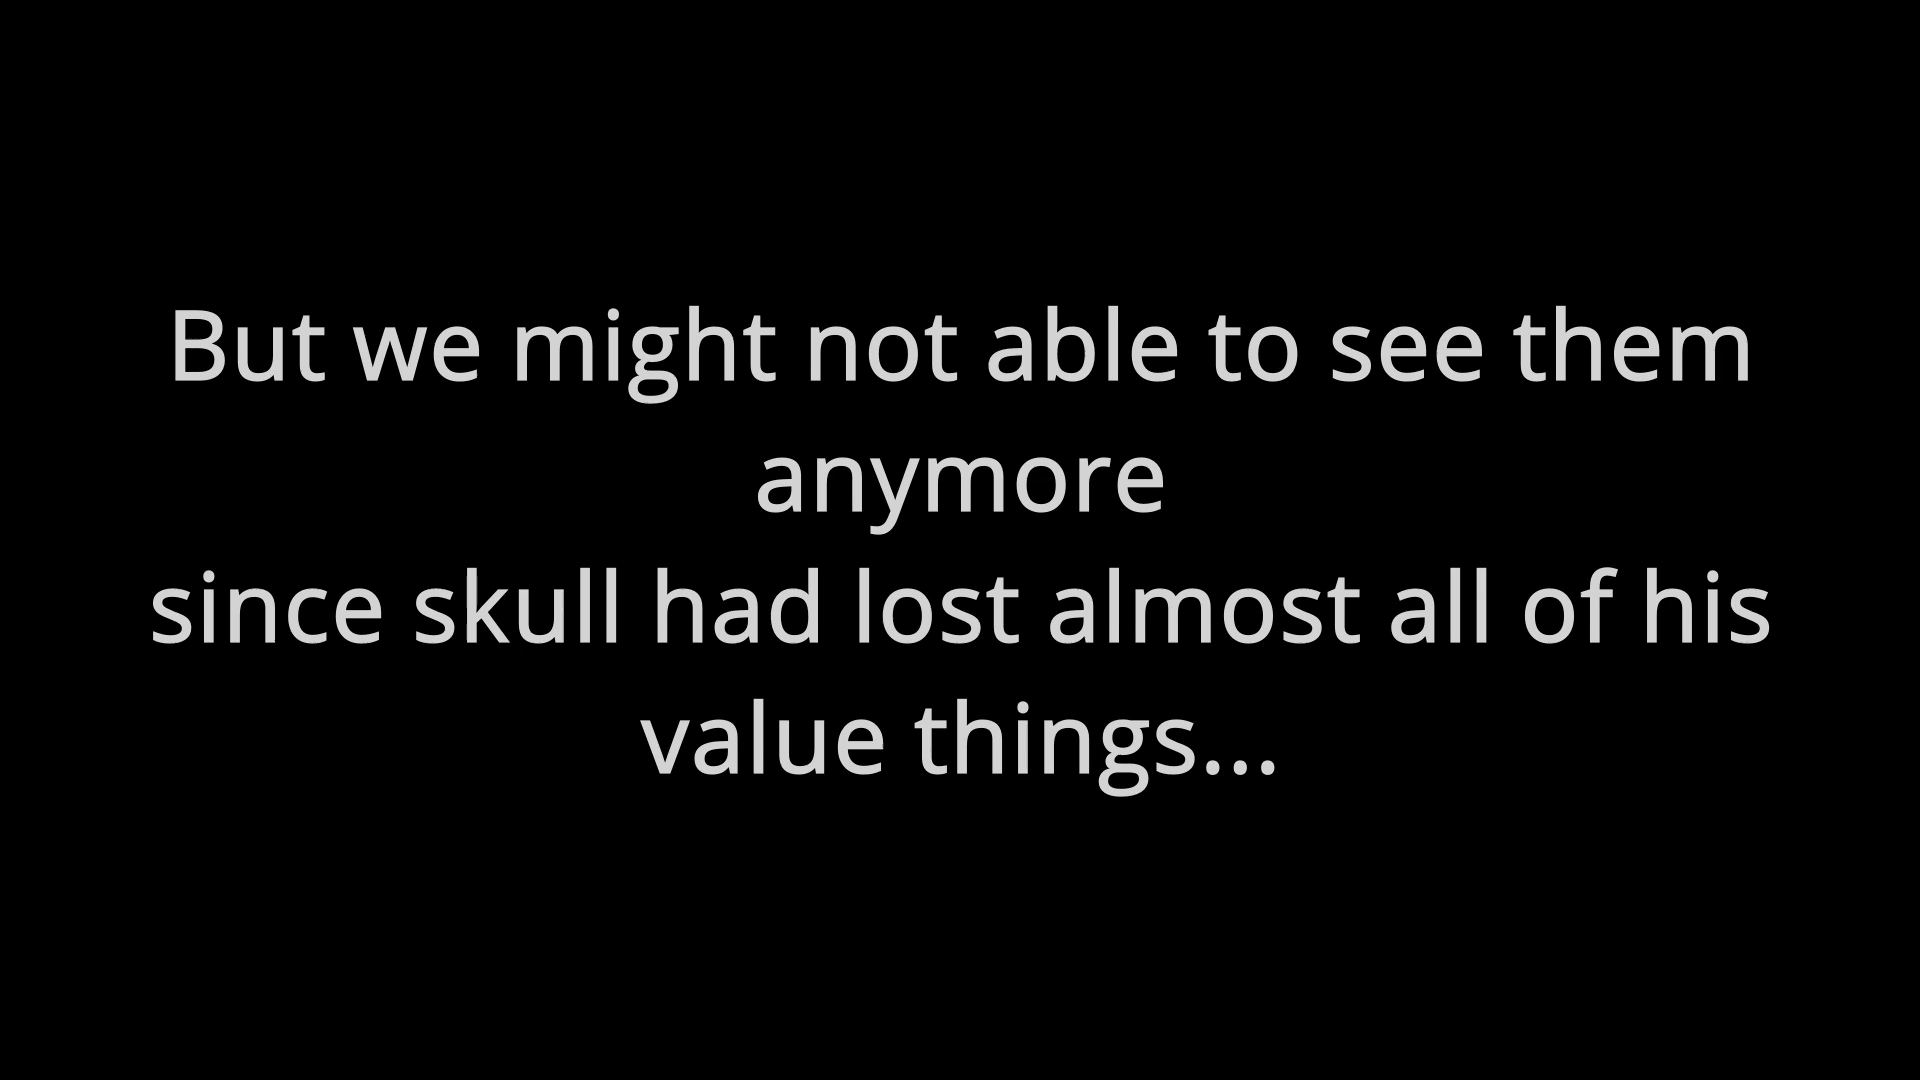 But we might not able to see them
anymore
since skull had lost almost all of his
value things...